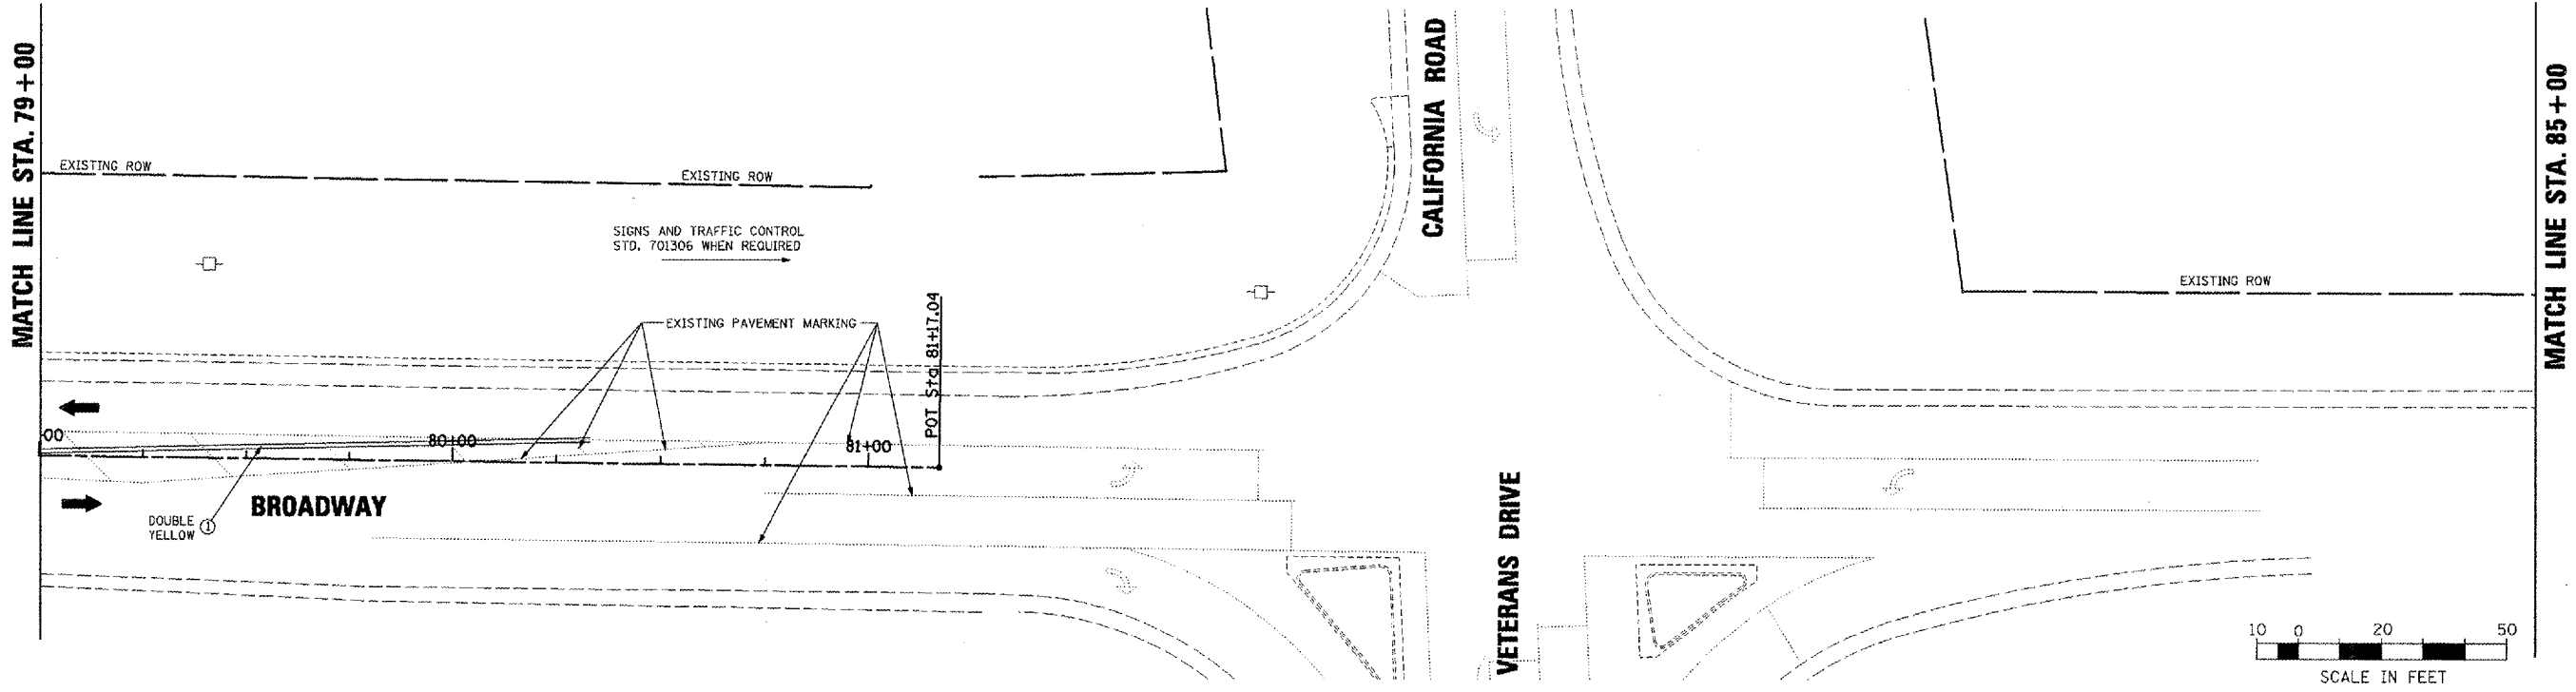 MATCH LINE STA. 79+00
EXISTING ROW
EXISTING ROW
SIGNS AND TRAFFIC CONTROL
STD. 701306 WHEN REQUIRED
EXISTING PAVEMENT MARKING
POT Sta. 81+17.04
00
80+00
81+00
BROADWAY
DOUBLE
YELLOW 1
CALIFORNIA ROAD
VETERANS DRIVE
EXISTING ROW
MATCH LINE STA. 85+00
10 0 20 50
SCALE IN FEET